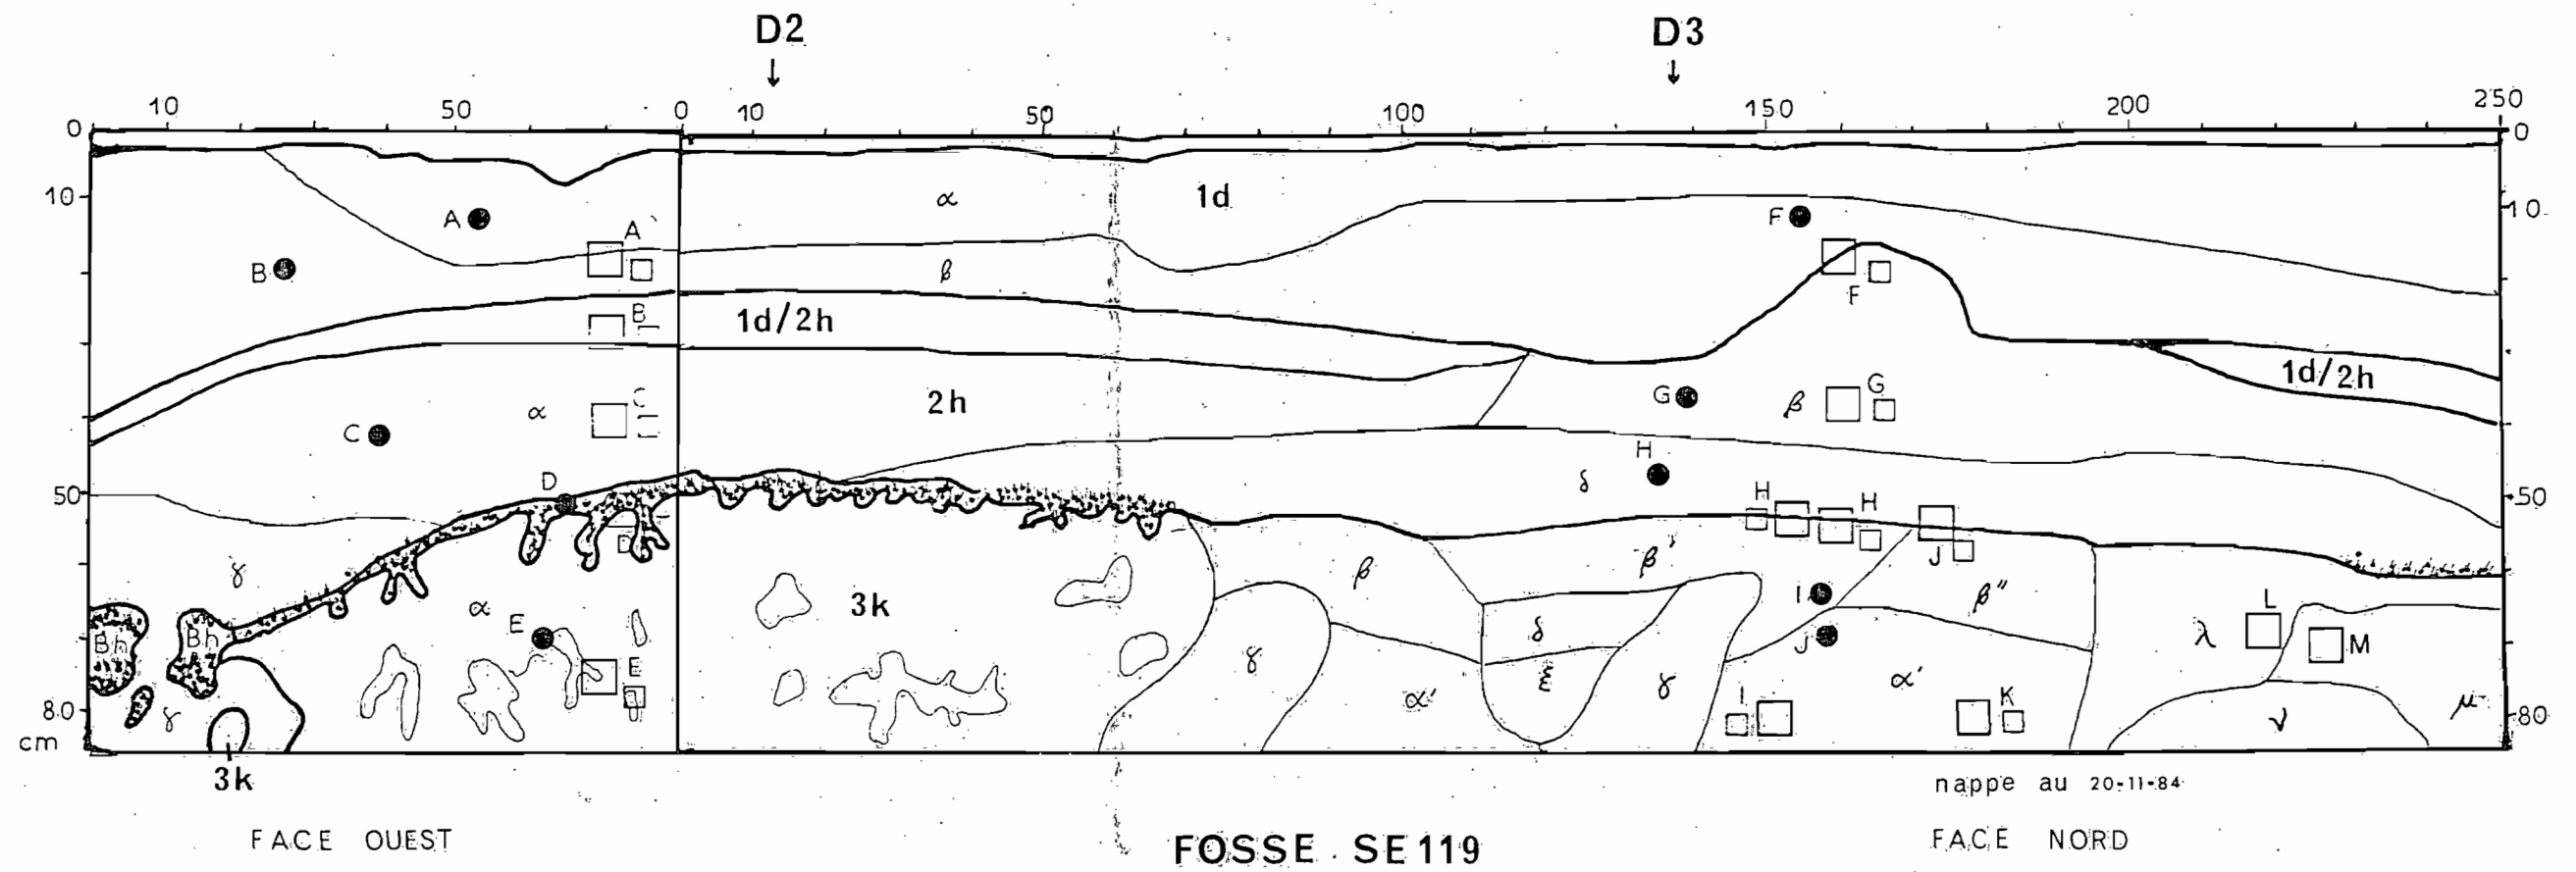 D2 D3
10 50 0 10 50 100 150 200 250
0 0
10 α 1d 10
A A` F
B β F
B 1d/2h 1d/2h
C G β G
C α 2h
H
D δ H H
50 50
D J
γ β β' I β"
α 3k L
Bh Bh E δ λ M
E γ ξ γ J
α' α' I K
80 γ ν μ 80
cm
3k
nappe au 20-11-84
FACE OUEST FOSSE SE 119 FACE NORD